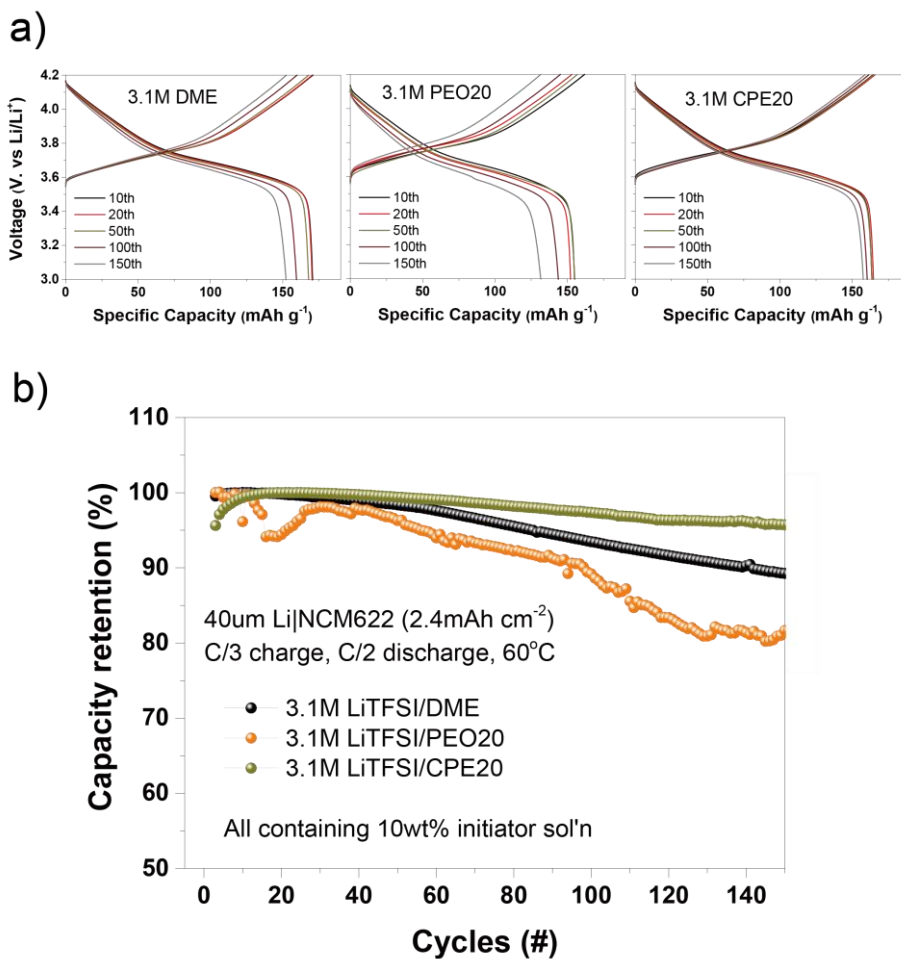 a)
3.1M DME
3.1M PEO20
3.1M CPE20
Voltage (V. vs Li/Li⁺)
4.2
4.0
3.8
3.6
3.4
3.2
3.0
10th
20th
50th
100th
150th
10th
20th
50th
100th
150th
10th
20th
50th
100th
150th
0 50 100 150
0 50 100 150
0 50 100 150
Specific Capacity (mAh g⁻¹)
Specific Capacity (mAh g⁻¹)
Specific Capacity (mAh g⁻¹)
b)
Capacity retention (%)
110
100
90
80
70
60
50
40um Li|NCM622 (2.4mAh cm⁻²)
C/3 charge, C/2 discharge, 60°C
3.1M LiTFSI/DME
3.1M LiTFSI/PEO20
3.1M LiTFSI/CPE20
All containing 10wt% initiator sol'n
0 20 40 60 80 100 120 140
Cycles (#)